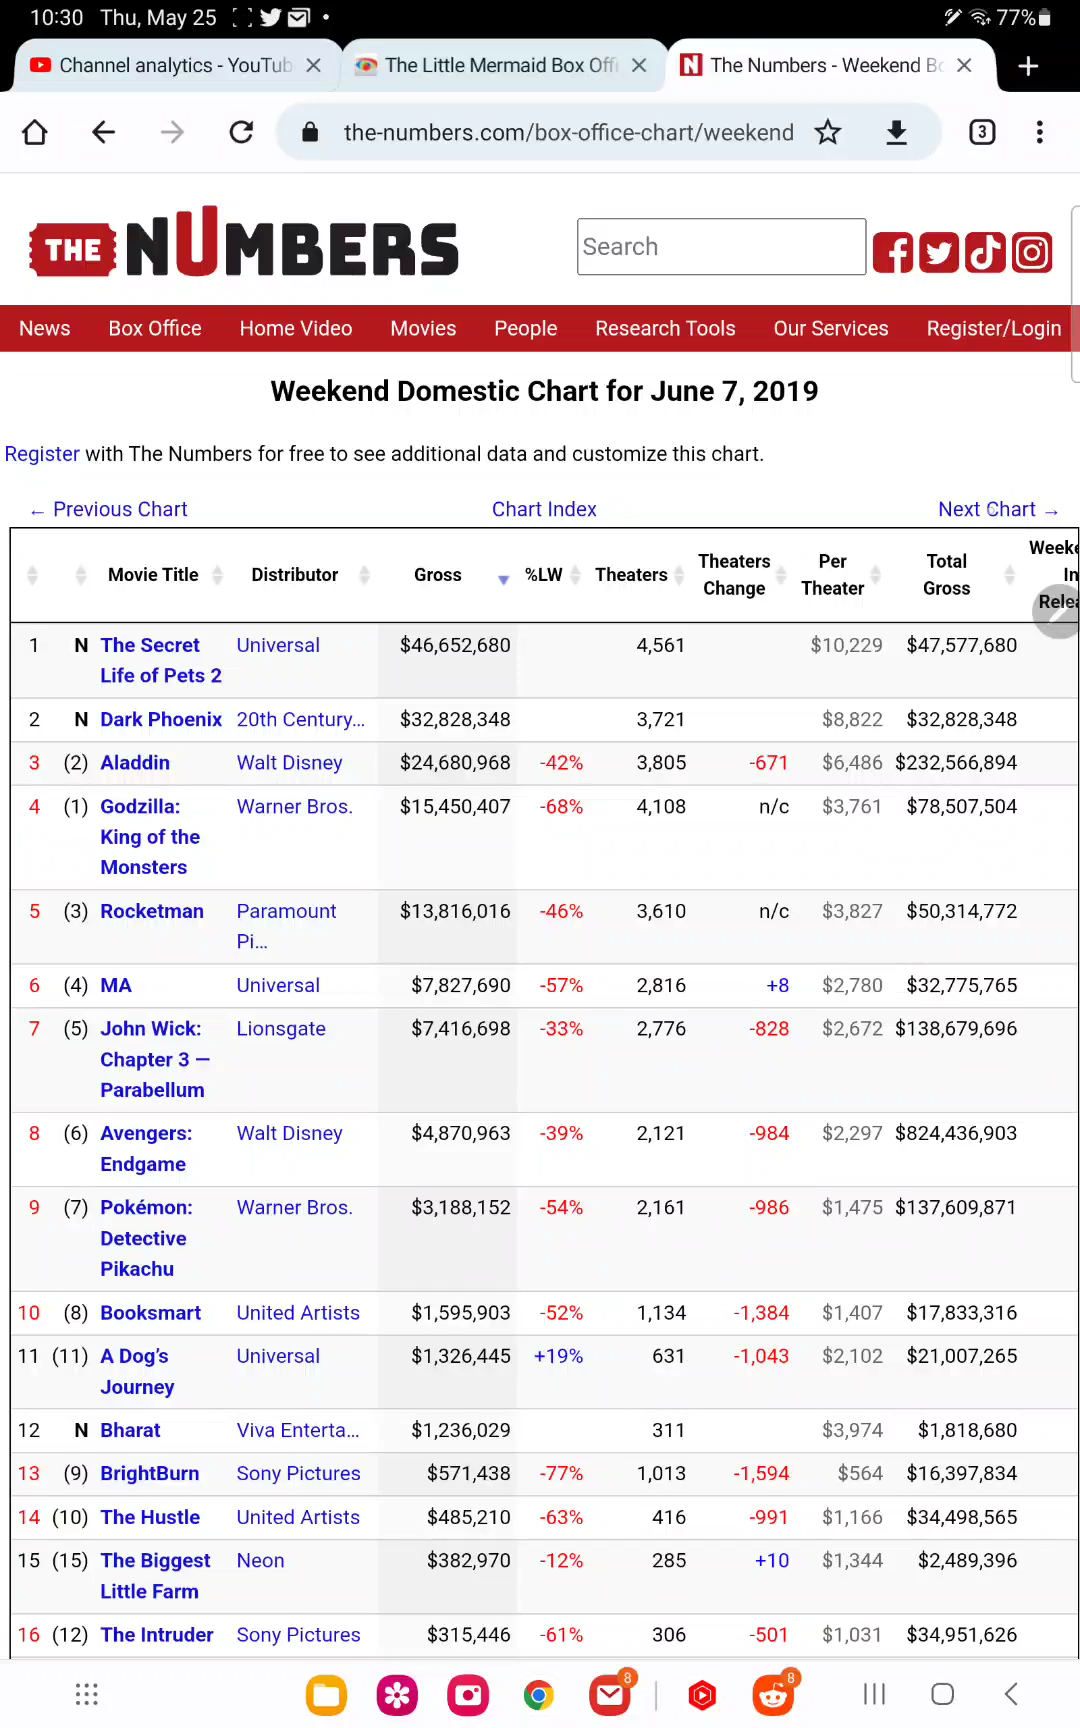 10:30 Thu, May 25 77%
Channel analytics - YouTub The Little Mermaid Box Offi The Numbers - Weekend Bo
the-numbers.com/box-office-chart/weekend 3
THE NUMBERS Search
News Box Office Home Video Movies People Research Tools Our Services Register/Login
Weekend Domestic Chart for June 7, 2019
Register with The Numbers for free to see additional data and customize this chart.
← Previous Chart Chart Index Next Chart →
Movie Title Distributor Gross %LW Theaters Theaters Change Per Theater Total Gross Weeke In Relea
1 N The Secret Universal $46,652,680 4,561 $10,229 $47,577,680
Life of Pets 2
2 N Dark Phoenix 20th Century... $32,828,348 3,721 $8,822 $32,828,348
3 (2) Aladdin Walt Disney $24,680,968 -42% 3,805 -671 $6,486 $232,566,894
4 (1) Godzilla: Warner Bros. $15,450,407 -68% 4,108 n/c $3,761 $78,507,504
King of the
Monsters
5 (3) Rocketman Paramount $13,816,016 -46% 3,610 n/c $3,827 $50,314,772
Pi...
6 (4) MA Universal $7,827,690 -57% 2,816 +8 $2,780 $32,775,765
7 (5) John Wick: Lionsgate $7,416,698 -33% 2,776 -828 $2,672 $138,679,696
Chapter 3 —
Parabellum
8 (6) Avengers: Walt Disney $4,870,963 -39% 2,121 -984 $2,297 $824,436,903
Endgame
9 (7) Pokémon: Warner Bros. $3,188,152 -54% 2,161 -986 $1,475 $137,609,871
Detective
Pikachu
10 (8) Booksmart United Artists $1,595,903 -52% 1,134 -1,384 $1,407 $17,833,316
11 (11) A Dog’s Universal $1,326,445 +19% 631 -1,043 $2,102 $21,007,265
Journey
12 N Bharat Viva Enterta... $1,236,029 311 $3,974 $1,818,680
13 (9) BrightBurn Sony Pictures $571,438 -77% 1,013 -1,594 $564 $16,397,834
14 (10) The Hustle United Artists $485,210 -63% 416 -991 $1,166 $34,498,565
15 (15) The Biggest Neon $382,970 -12% 285 +10 $1,344 $2,489,396
Little Farm
16 (12) The Intruder Sony Pictures $315,446 -61% 306 -501 $1,031 $34,951,626
8 8